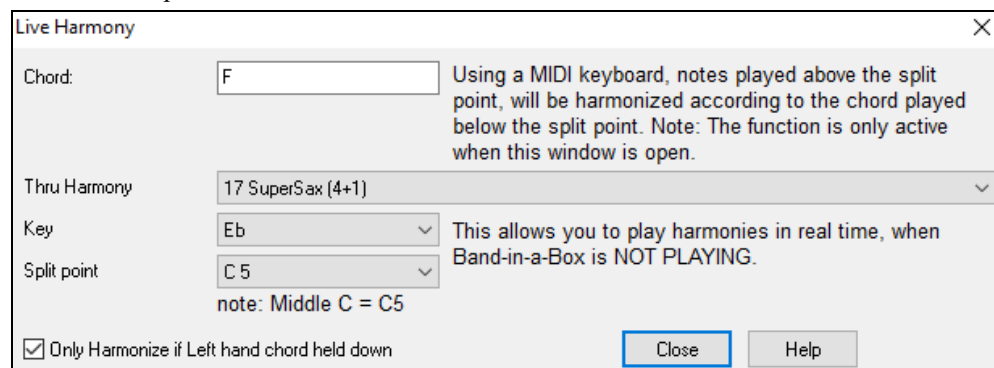 Live Harmony
Chord: F
Using a MIDI keyboard, notes played above the split
point, will be harmonized according to the chord played
below the split point. Note: The function is only active
when this window is open.
Thru Harmony 17 SuperSax (4+1)
Key Eb
This allows you to play harmonies in real time, when
Band-in-a-Box is NOT PLAYING.
Split point C 5
note: Middle C = C5
Only Harmonize if Left hand chord held down
Close Help